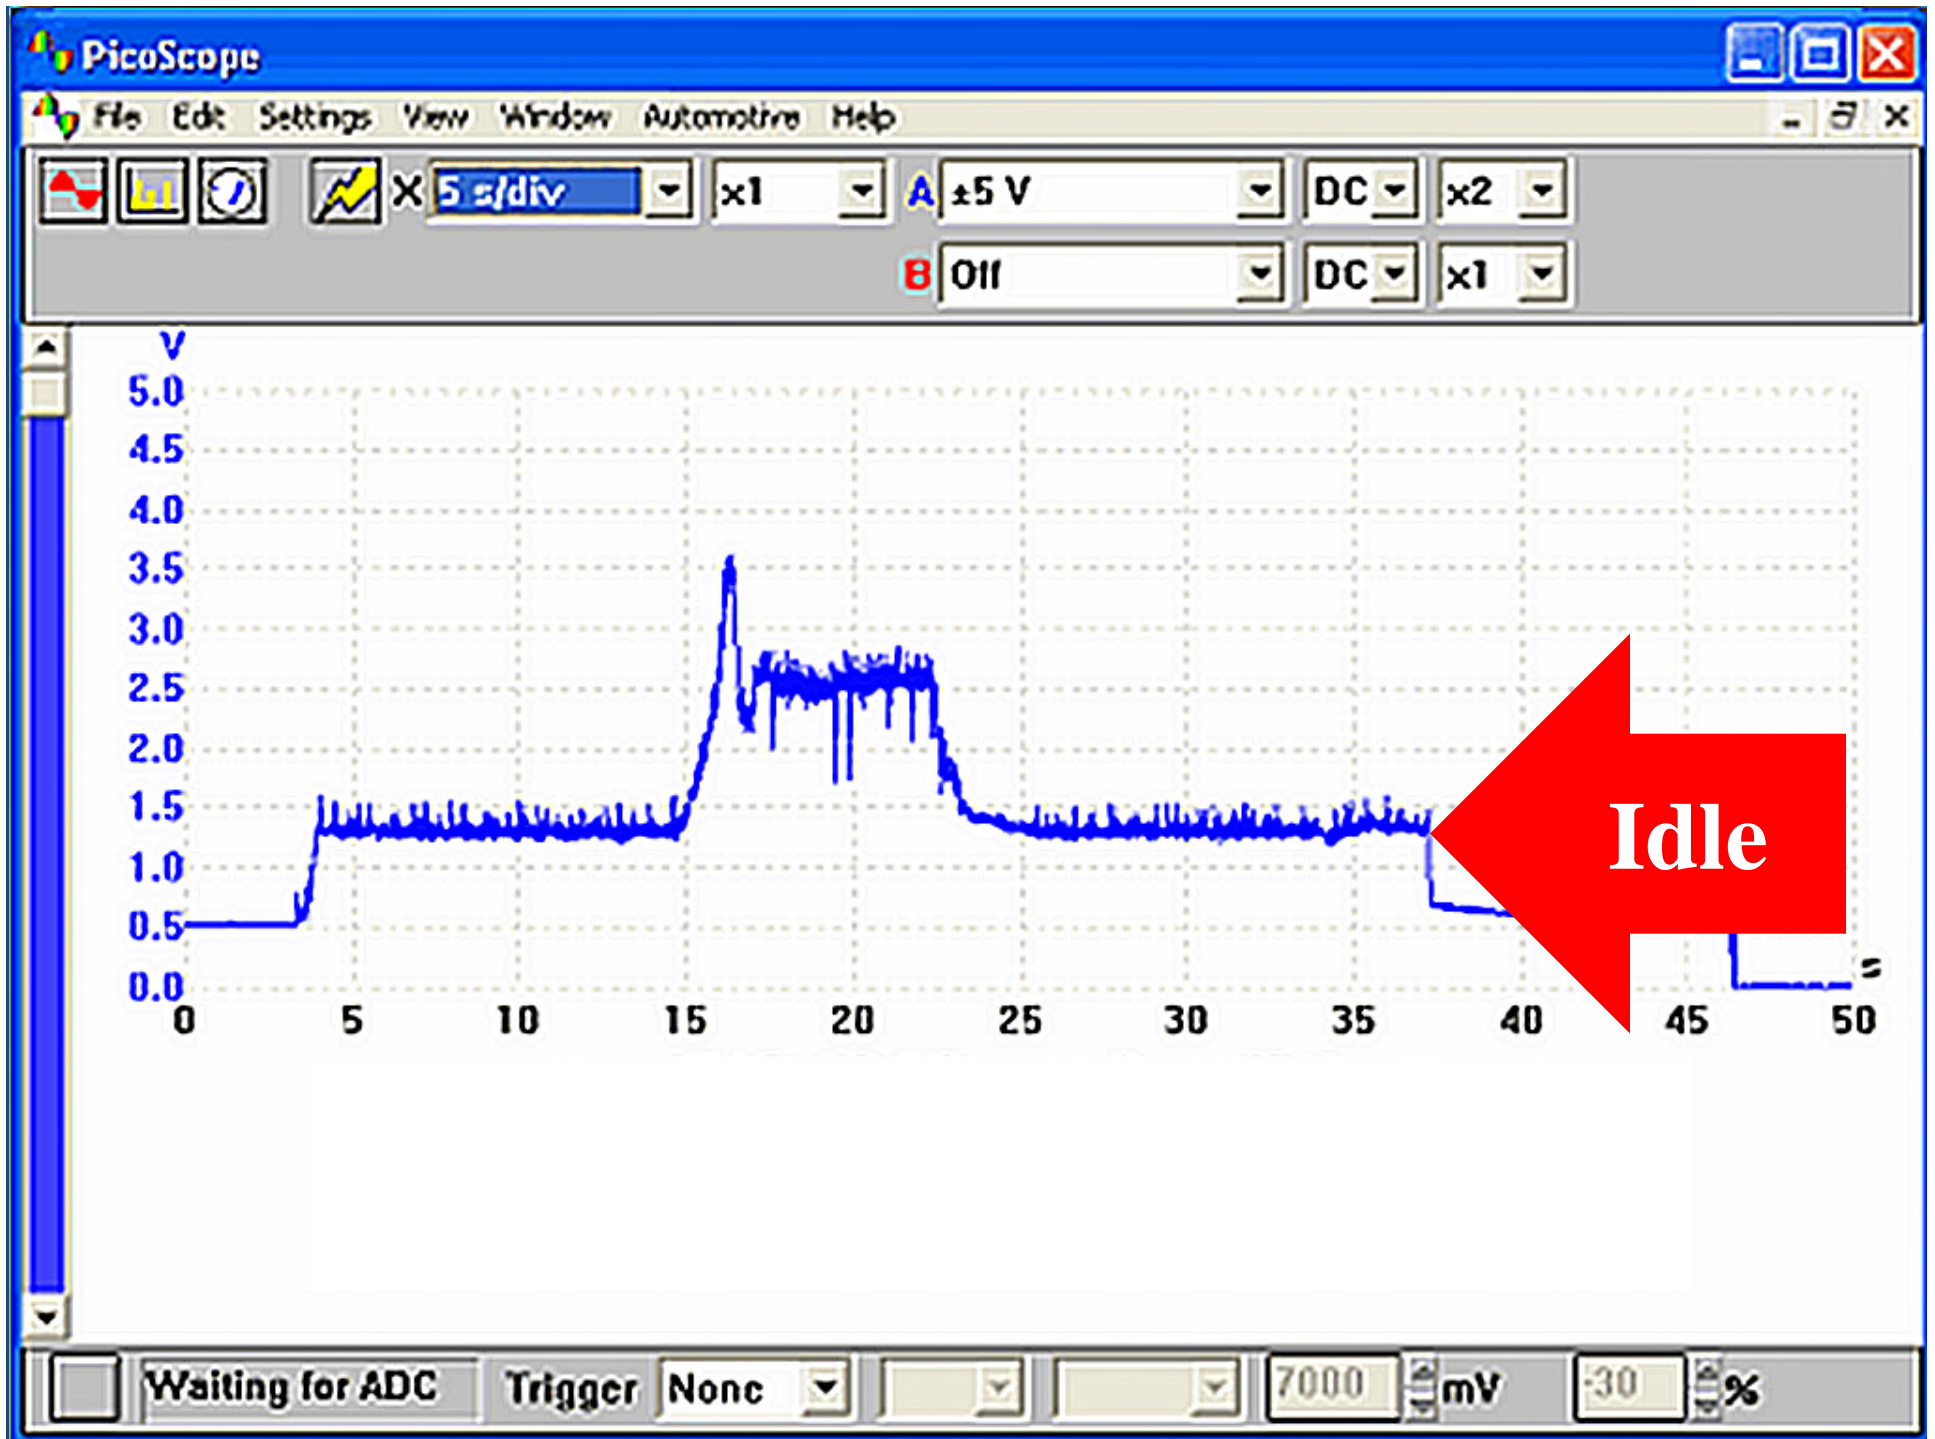 PicoScope
File Edit Settings View Window Automotive Help
X 5 s/div x1 A ±5 V DC x2
B Off DC x1
V
5.0
4.5
4.0
3.5
3.0
2.5
2.0
1.5
1.0
0.5
0.0
Idle
s
0 5 10 15 20 25 30 35 40 45 50
Waiting for ADC Trigger None 7000 mV -30 %